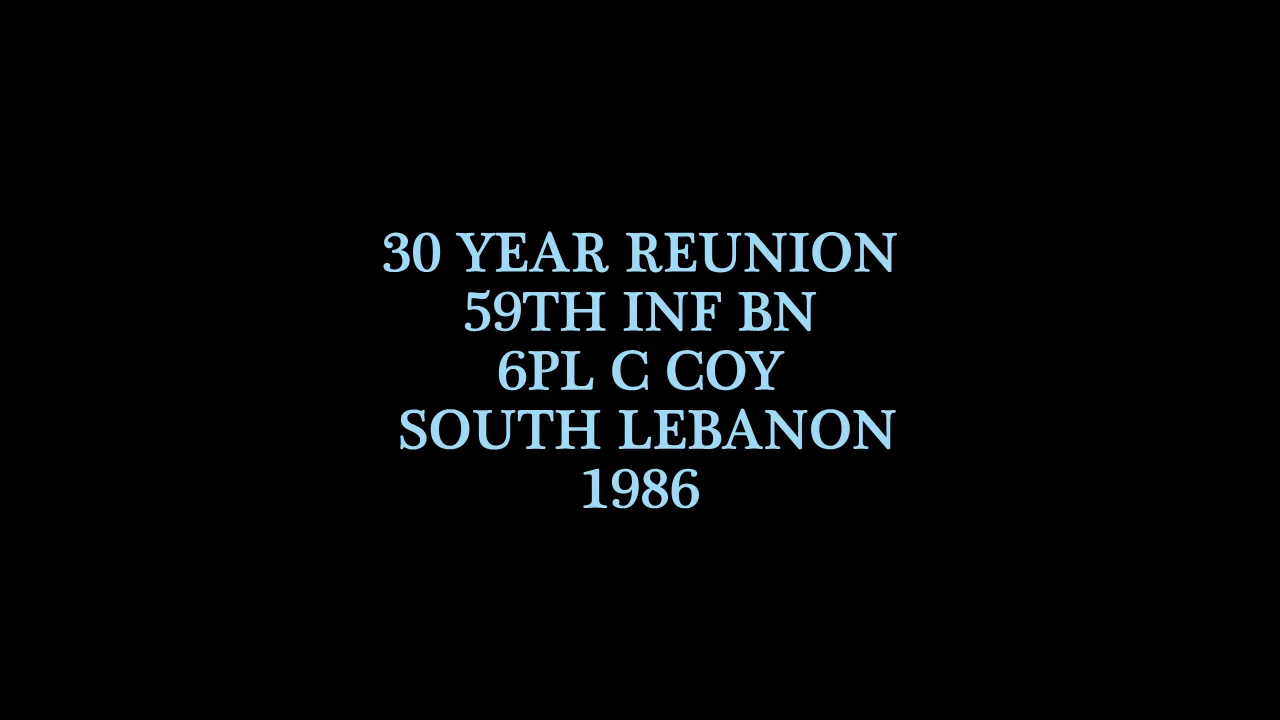 30 YEAR REUNION
59TH INF BN
6PL C COY
SOUTH LEBANON
1986